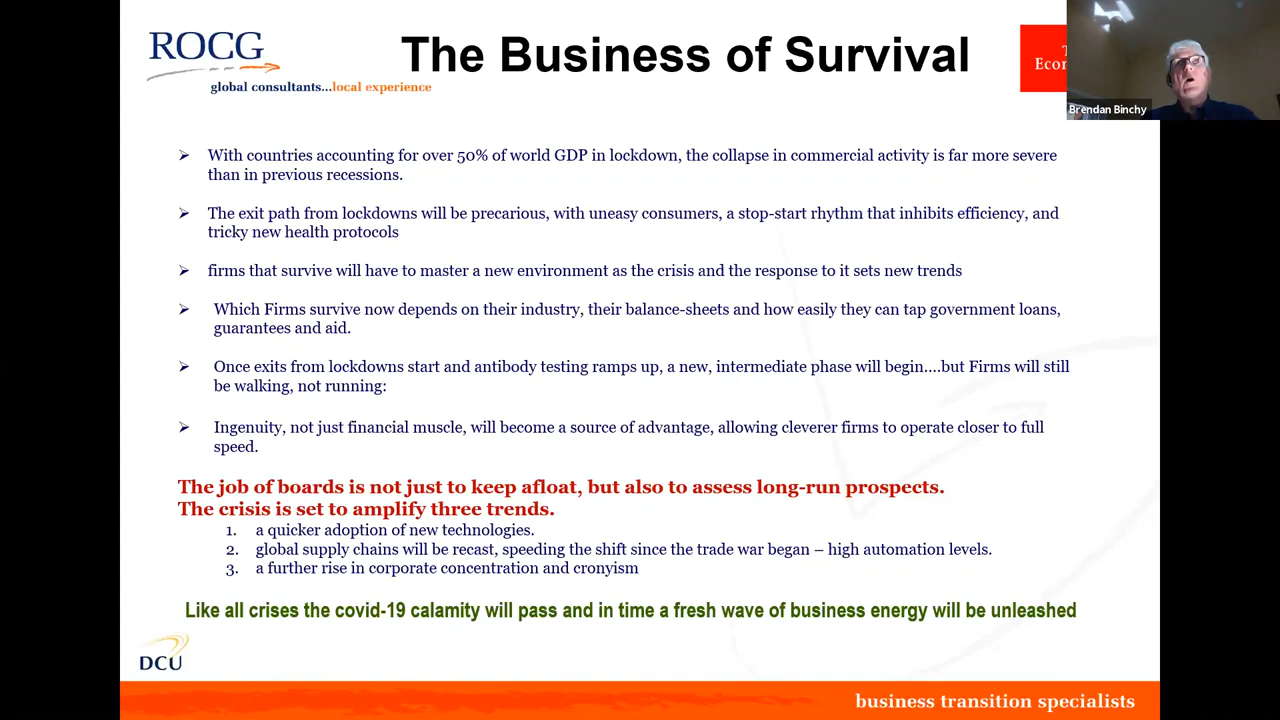 ROCG
global consultants...local experience
The Business of Survival
Econ
Brendan Binchy
➢ With countries accounting for over 50% of world GDP in lockdown, the collapse in commercial activity is far more severe
than in previous recessions.
➢ The exit path from lockdowns will be precarious, with uneasy consumers, a stop-start rhythm that inhibits efficiency, and
tricky new health protocols
➢ firms that survive will have to master a new environment as the crisis and the response to it sets new trends
➢ Which Firms survive now depends on their industry, their balance-sheets and how easily they can tap government loans,
guarantees and aid.
➢ Once exits from lockdowns start and antibody testing ramps up, a new, intermediate phase will begin....but Firms will still
be walking, not running:
➢ Ingenuity, not just financial muscle, will become a source of advantage, allowing cleverer firms to operate closer to full
speed.
The job of boards is not just to keep afloat, but also to assess long-run prospects.
The crisis is set to amplify three trends.
1. a quicker adoption of new technologies.
2. global supply chains will be recast, speeding the shift since the trade war began – high automation levels.
3. a further rise in corporate concentration and cronyism
Like all crises the covid-19 calamity will pass and in time a fresh wave of business energy will be unleashed
DCU
business transition specialists